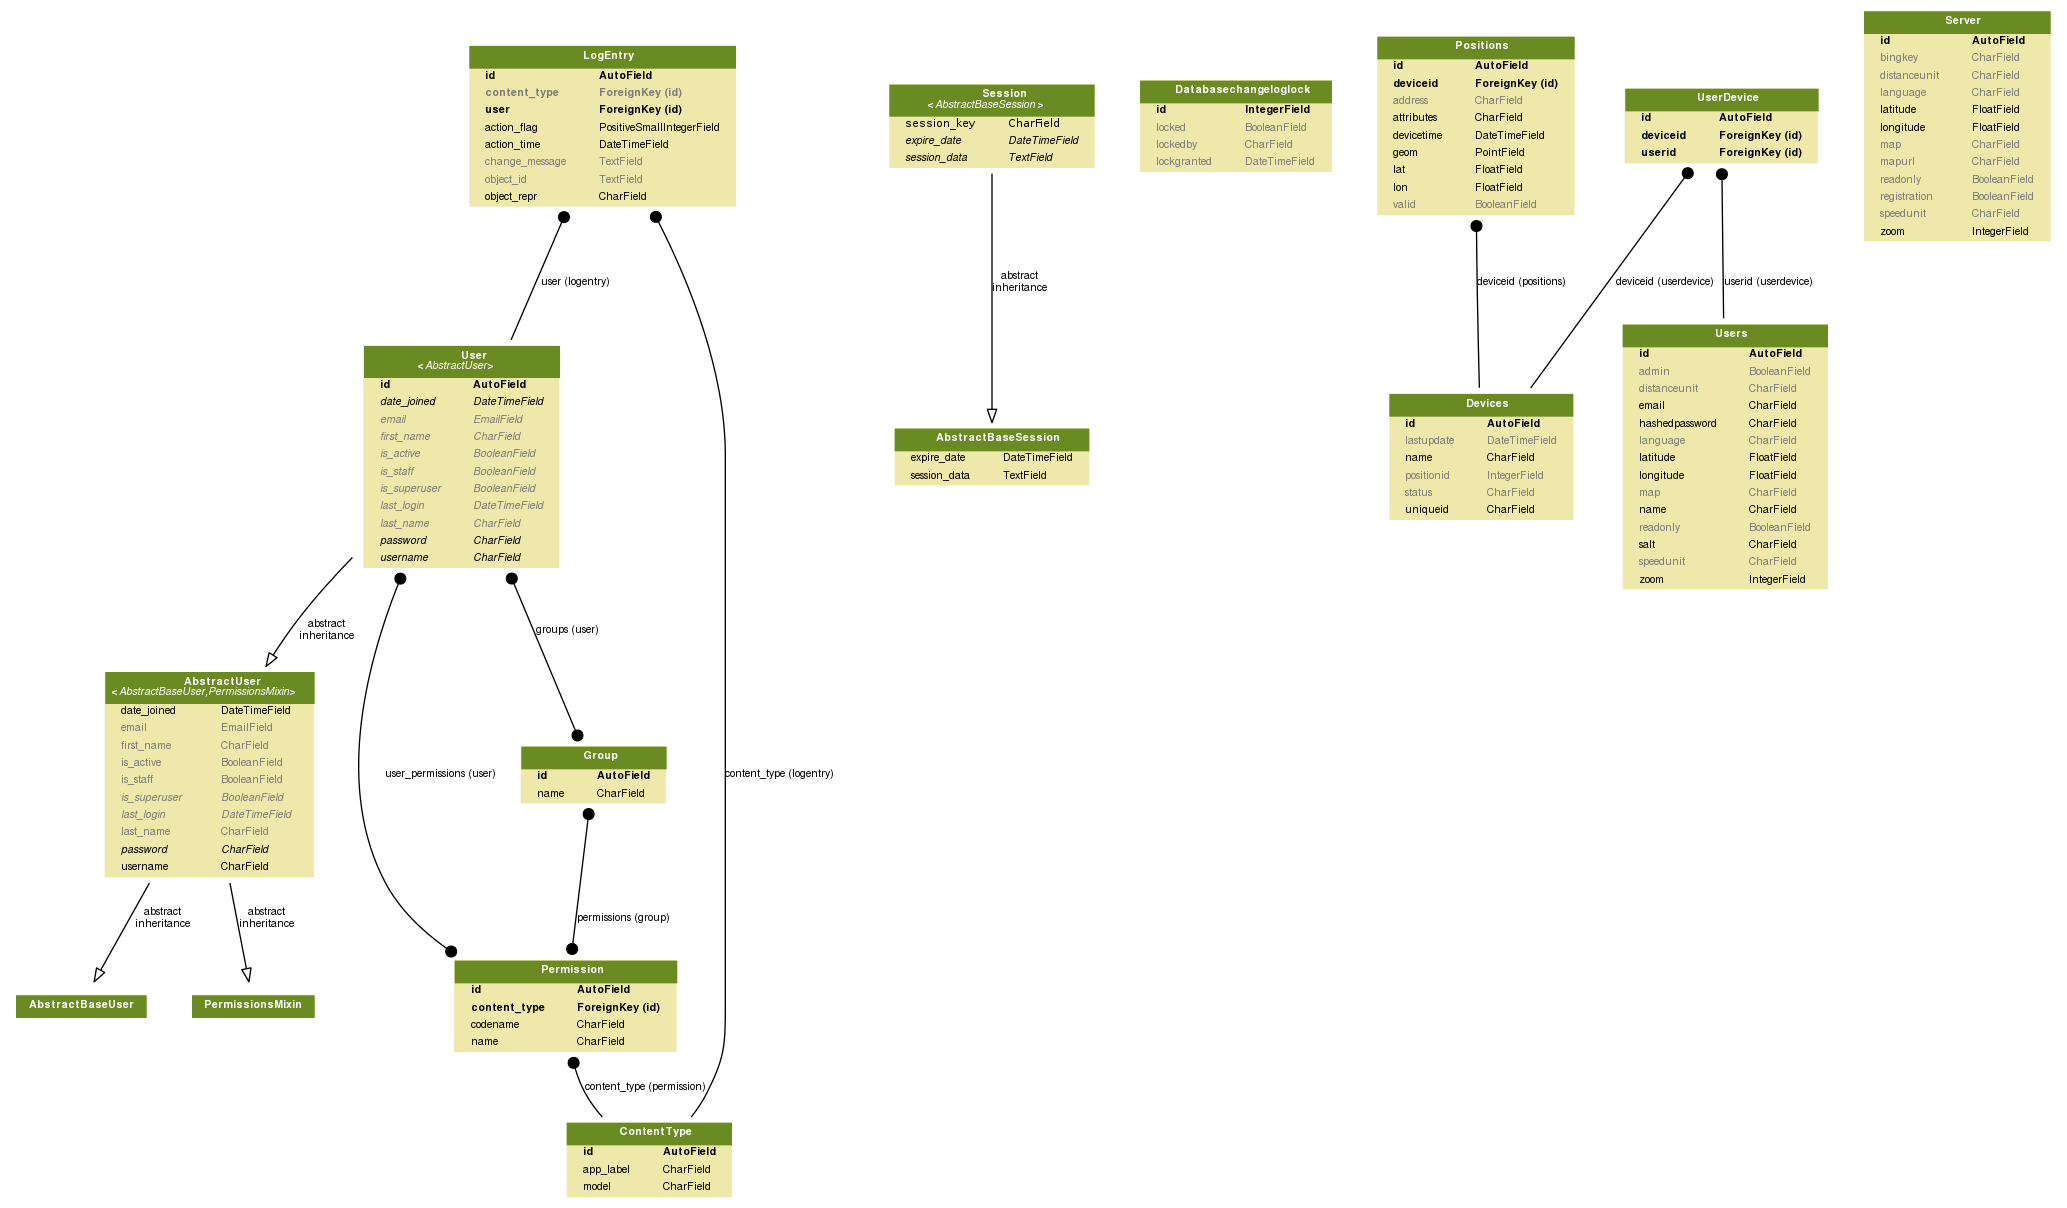 LogEntry
id AutoField
content_type ForeignKey (id)
user ForeignKey (id)
action_flag PositiveSmallIntegerField
action_time DateTimeField
change_message TextField
object_id TextField
object_repr CharField
user (logentry)
User
<AbstractUser>
id AutoField
date_joined DateTimeField
email EmailField
first_name CharField
is_active BooleanField
is_staff BooleanField
is_superuser BooleanField
last_login DateTimeField
last_name CharField
password CharField
username CharField
abstract
inheritance
groups (user)
AbstractUser
<AbstractBaseUser,PermissionsMixin>
date_joined DateTimeField
email EmailField
first_name CharField
is_active BooleanField
is_staff BooleanField
is_superuser BooleanField
last_login DateTimeField
last_name CharField
password CharField
username CharField
user_permissions (user)
Group
id AutoField
name CharField
content_type (logentry)
abstract
inheritance
abstract
inheritance
permissions (group)
AbstractBaseUser
PermissionsMixin
Permission
id AutoField
content_type ForeignKey (id)
codename CharField
name CharField
content_type (permission)
ContentType
id AutoField
app_label CharField
model CharField
Session
<AbstractBaseSession>
session_key CharField
expire_date DateTimeField
session_data TextField
abstract
inheritance
AbstractBaseSession
expire_date DateTimeField
session_data TextField
Databasechangeloglock
id IntegerField
locked BooleanField
lockedby CharField
lockgranted DateTimeField
Positions
id AutoField
deviceid ForeignKey (id)
address CharField
attributes CharField
devicetime DateTimeField
geom PointField
lat FloatField
lon FloatField
valid BooleanField
deviceid (positions)
UserDevice
id AutoField
deviceid ForeignKey (id)
userid ForeignKey (id)
deviceid (userdevice)
userid (userdevice)
Devices
id AutoField
lastupdate DateTimeField
name CharField
positionid IntegerField
status CharField
uniqueid CharField
Users
id AutoField
admin BooleanField
distanceunit CharField
email CharField
hashedpassword CharField
language CharField
latitude FloatField
longitude FloatField
map CharField
name CharField
readonly BooleanField
salt CharField
speedunit CharField
zoom IntegerField
Server
id AutoField
bingkey CharField
distanceunit CharField
language CharField
latitude FloatField
longitude FloatField
map CharField
mapurl CharField
readonly BooleanField
registration BooleanField
speedunit CharField
zoom IntegerField